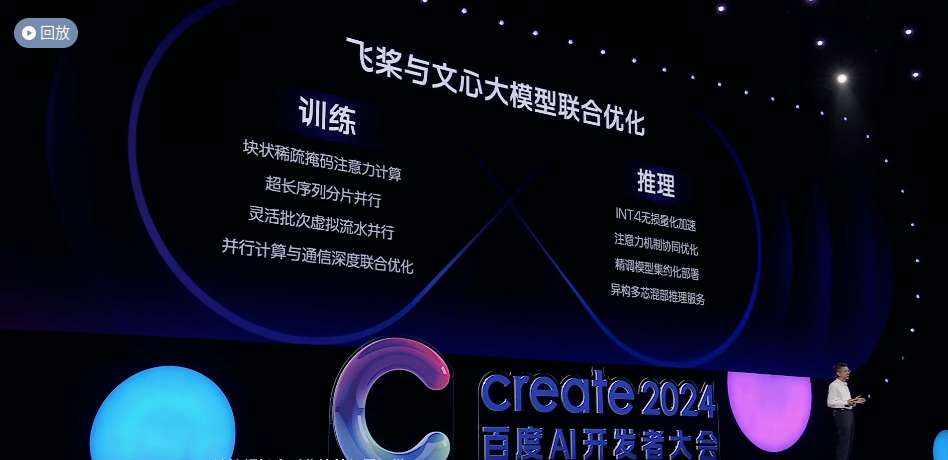 回放
飞桨与文心大模型联合优化
训练
块状稀疏掩码注意力计算
超长序列分片并行
灵活批次虚拟流水并行
并行计算与通信深度联合优化
推理
INT4无损量化加速
注意力机制协同优化
精调模型集约化部署
异构多芯混部推理服务
create 2024
百度AI开发者大会